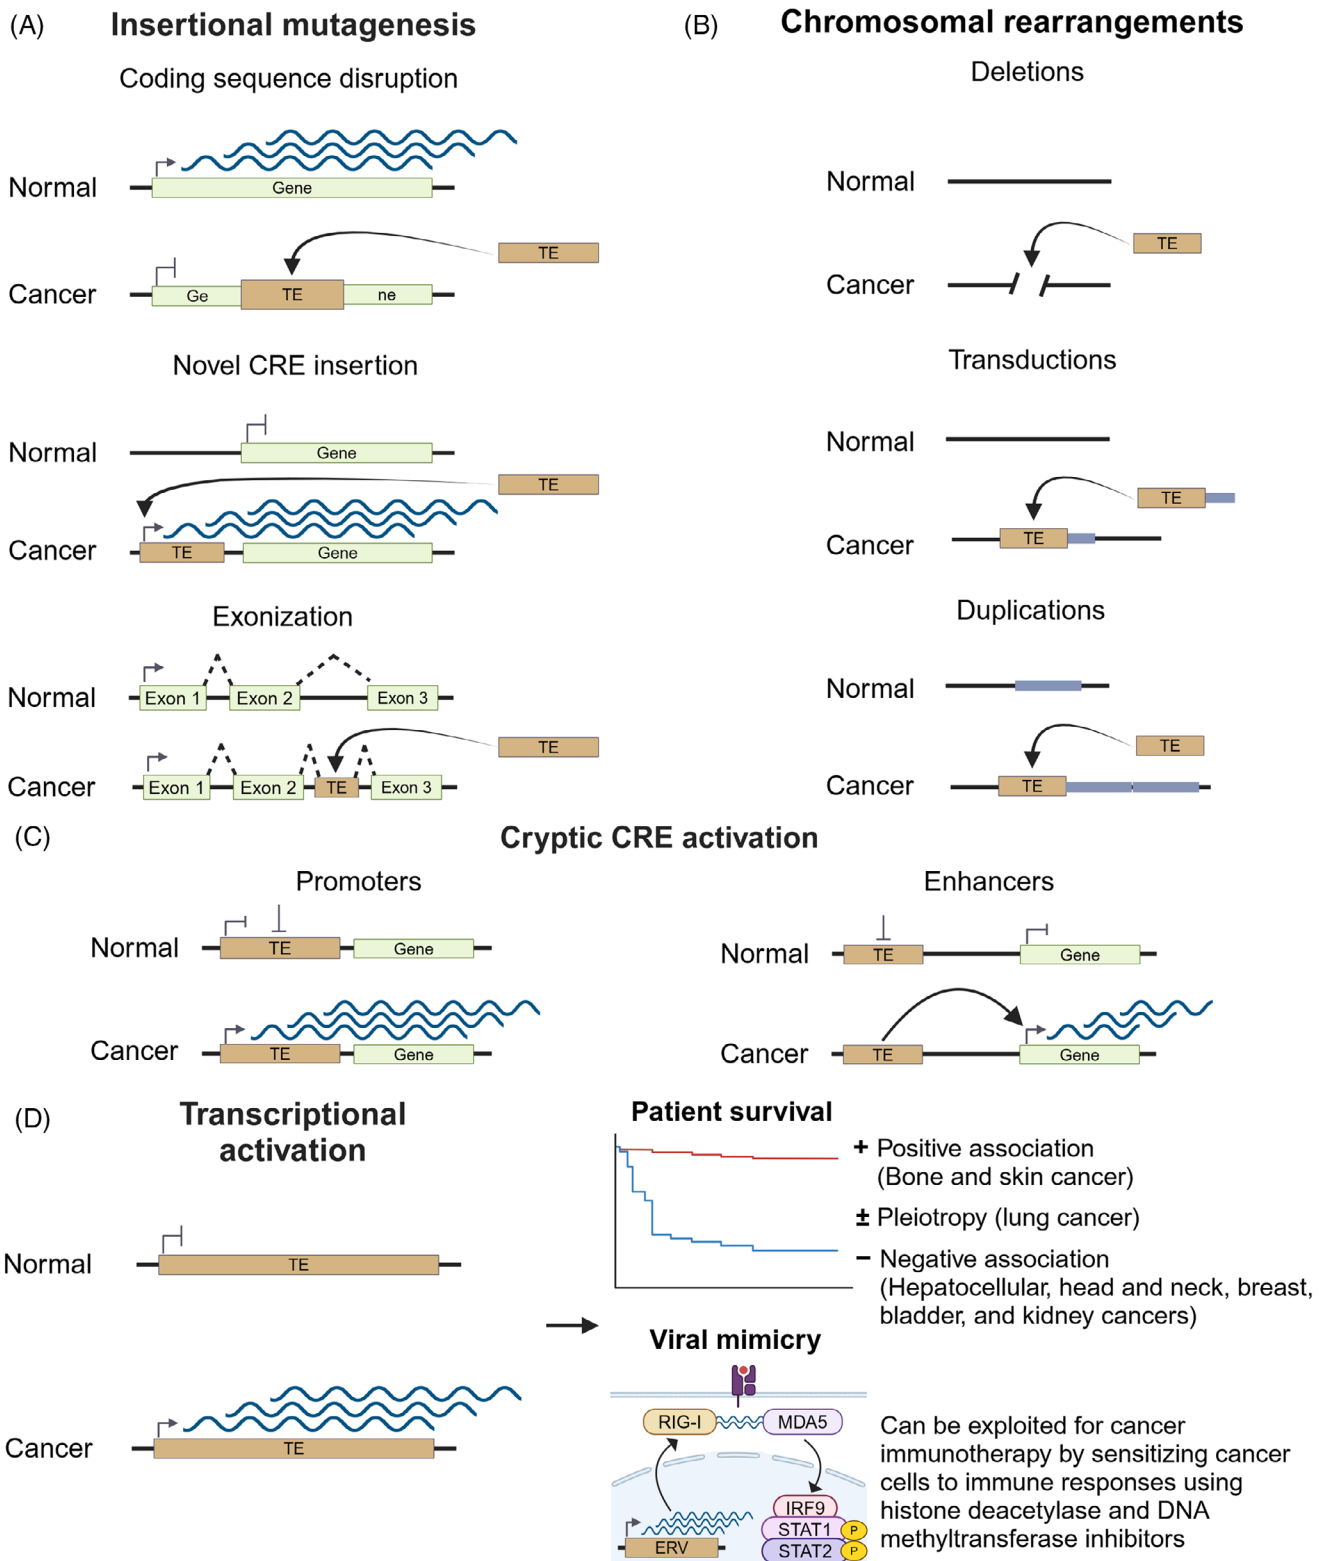 (A) Insertional mutagenesis
Coding sequence disruption
Normal
Gene
TE
Cancer
Ge TE ne
Novel CRE insertion
Normal
Gene
TE
Cancer
TE Gene
Exonization
Normal
Exon 1 Exon 2 Exon 3
TE
Cancer
Exon 1 Exon 2 TE Exon 3
(B) Chromosomal rearrangements
Deletions
Normal
TE
Cancer
Transductions
Normal
TE
Cancer
TE
Duplications
Normal
TE
Cancer
TE
(C) Cryptic CRE activation
Promoters
Normal
TE Gene
Cancer
TE Gene
Enhancers
Normal
TE Gene
Cancer
TE Gene
(D) Transcriptional
activation
Normal
TE
Cancer
TE
Patient survival
+ Positive association
(Bone and skin cancer)
± Pleiotropy (lung cancer)
− Negative association
(Hepatocellular, head and neck, breast,
bladder, and kidney cancers)
Viral mimicry
RIG-I MDA5
IRF9
STAT1 P
STAT2 P
ERV
Can be exploited for cancer
immunotherapy by sensitizing cancer
cells to immune responses using
histone deacetylase and DNA
methyltransferase inhibitors